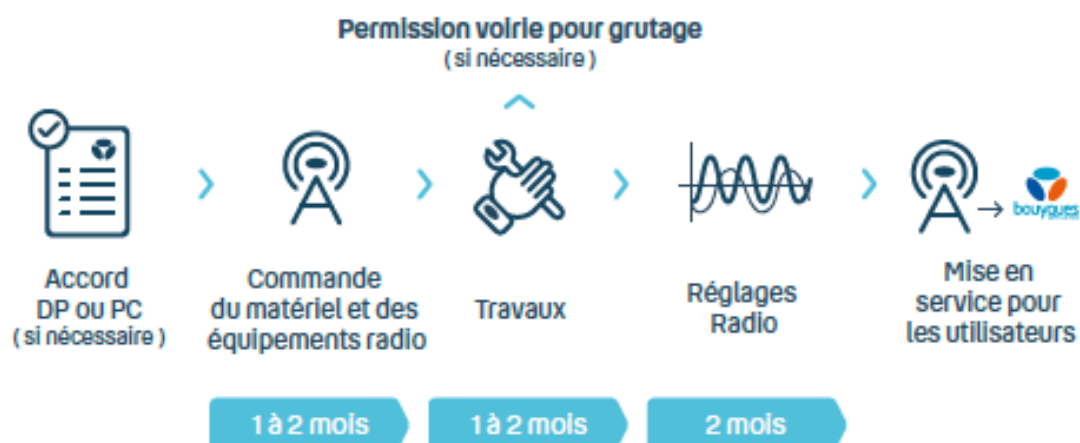 Permission voirie pour grutage
( si nécessaire )
Accord
DP ou PC
( si nécessaire )
Commande
du matériel et des
équipements radio
Travaux
Réglages
Radio
bouygues
Mise en
service pour
les utilisateurs
1 à 2 mois
1 à 2 mois
2 mois